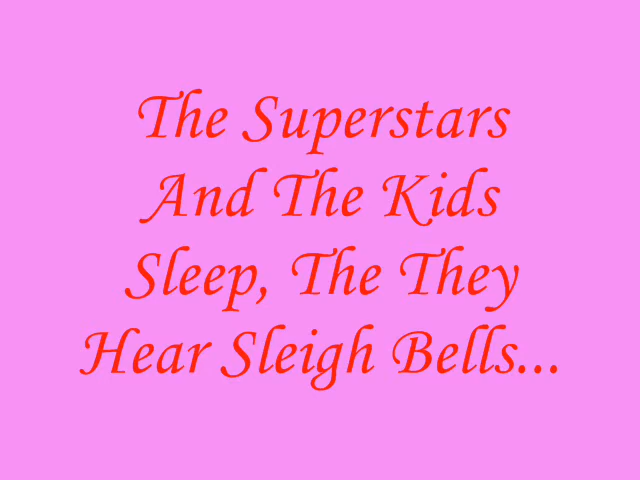 The Superstars
And The Kids
Sleep, The They
Hear Sleigh Bells...